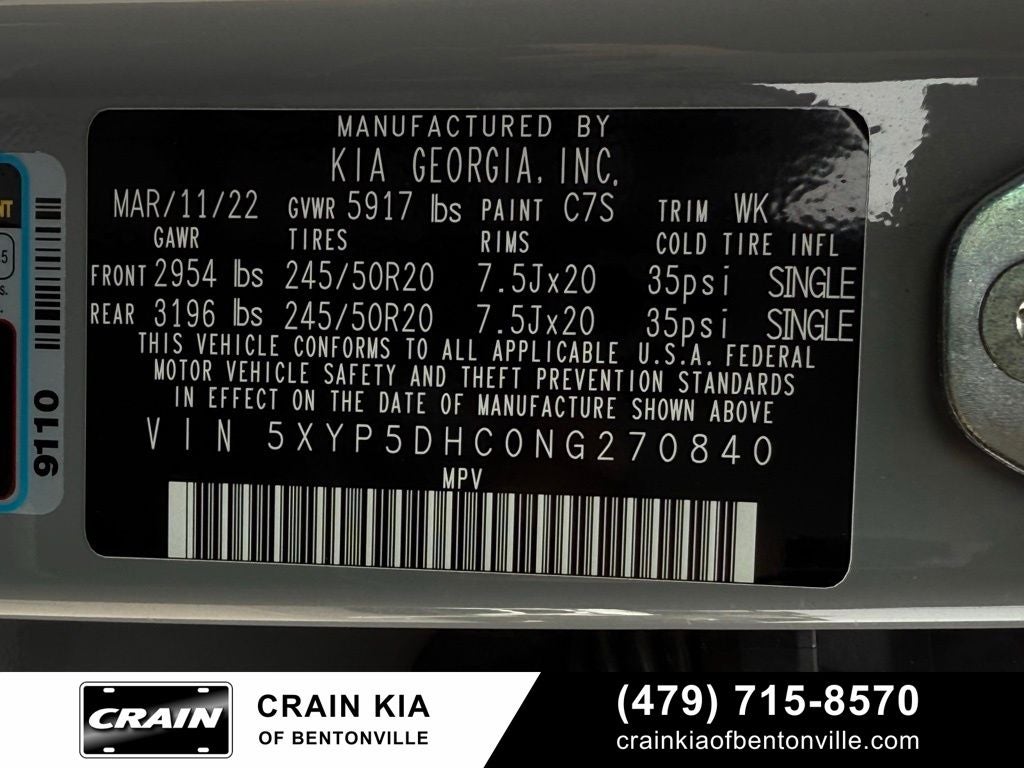 MANUFACTURED BY
KIA GEORGIA, INC.
MAR/11/22 GVWR 5917 lbs PAINT C7S TRIM WK
GAWR TIRES RIMS COLD TIRE INFL
FRONT 2954 lbs 245/50R20 7.5Jx20 35psi SINGLE
REAR 3196 lbs 245/50R20 7.5Jx20 35psi SINGLE
THIS VEHICLE CONFORMS TO ALL APPLICABLE U.S.A. FEDERAL
MOTOR VEHICLE SAFETY AND THEFT PREVENTION STANDARDS
IN EFFECT ON THE DATE OF MANUFACTURE SHOWN ABOVE
VIN 5XYP5DHC0NG270840
MPV
9110
CRAIN
CRAIN KIA
OF BENTONVILLE
(479) 715-8570
crainkiaofbentonville.com